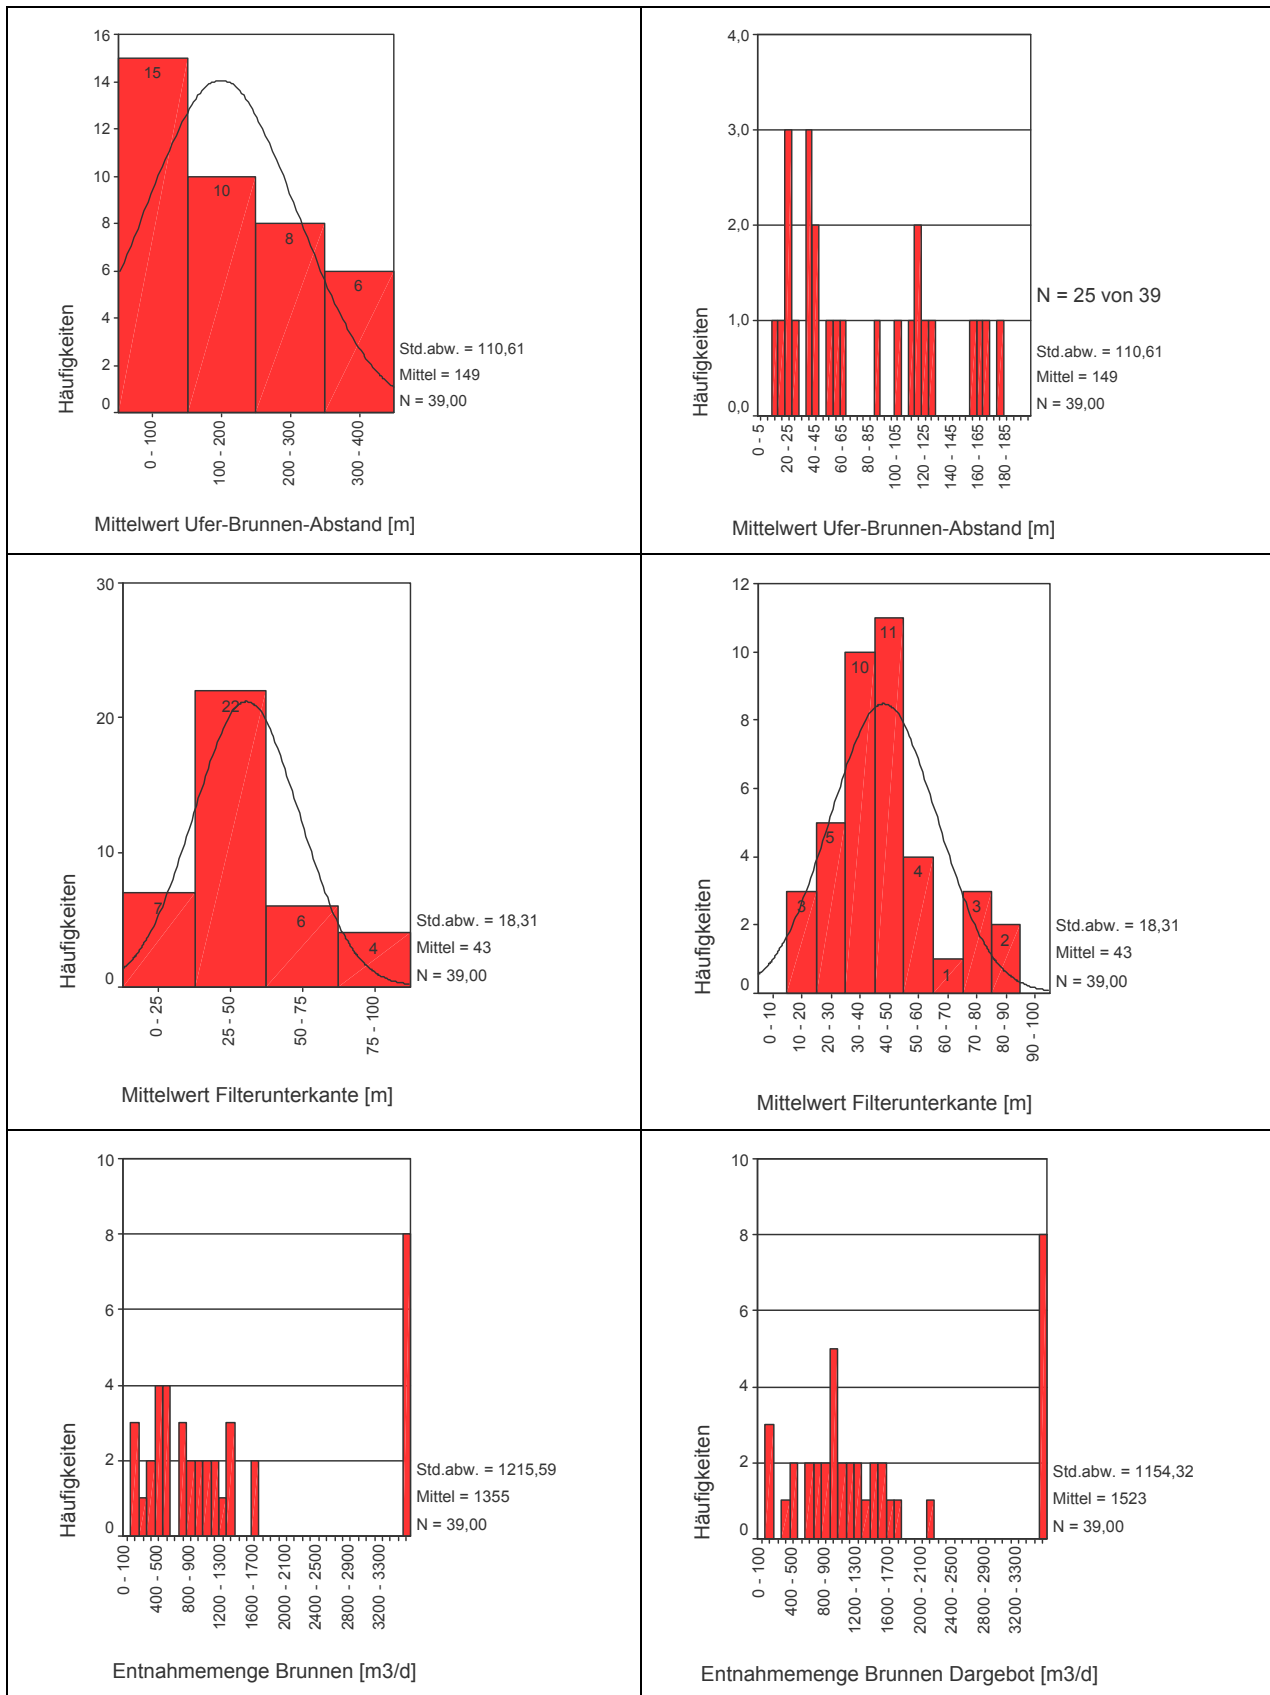 16
14
12
10
8
6
4
2
0
Häufigkeiten
15
10
8
6
0 - 100
100 - 200
200 - 300
300 - 400
Mittelwert Ufer-Brunnen-Abstand [m]
Std.abw. = 110,61
Mittel = 149
N = 39,00
4,0
3,0
2,0
1,0
0,0
Häufigkeiten
0 - 5
20 - 25
40 - 45
60 - 65
80 - 85
100 - 105
120 - 125
140 - 145
160 - 165
180 - 185
Mittelwert Ufer-Brunnen-Abstand [m]
N = 25 von 39
Std.abw. = 110,61
Mittel = 149
N = 39,00
30
20
10
0
Häufigkeiten
7
22
6
4
0 - 25
25 - 50
50 - 75
75 - 100
Mittelwert Filterunterkante [m]
Std.abw. = 18,31
Mittel = 43
N = 39,00
12
10
8
6
4
2
0
Häufigkeiten
3
5
10
11
4
1
3
2
0 - 10
10 - 20
20 - 30
30 - 40
40 - 50
50 - 60
60 - 70
70 - 80
80 - 90
90 - 100
Mittelwert Filterunterkante [m]
Std.abw. = 18,31
Mittel = 43
N = 39,00
10
8
6
4
2
0
Häufigkeiten
0 - 100
400 - 500
800 - 900
1200 - 1300
1600 - 1700
2000 - 2100
2400 - 2500
2800 - 2900
3200 - 3300
Entnahmemenge Brunnen [m3/d]
Std.abw. = 1215,59
Mittel = 1355
N = 39,00
10
8
6
4
2
0
Häufigkeiten
0 - 100
400 - 500
800 - 900
1200 - 1300
1600 - 1700
2000 - 2100
2400 - 2500
2800 - 2900
3200 - 3300
Entnahmemenge Brunnen Dargebot [m3/d]
Std.abw. = 1154,32
Mittel = 1523
N = 39,00